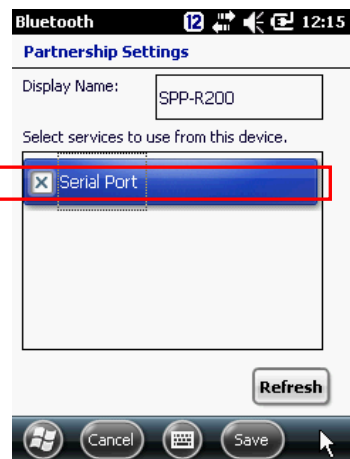 Bluetooth 12 12:15
Partnership Settings
Display Name: SPP-R200
Select services to use from this device.
Serial Port
Refresh
Cancel Save